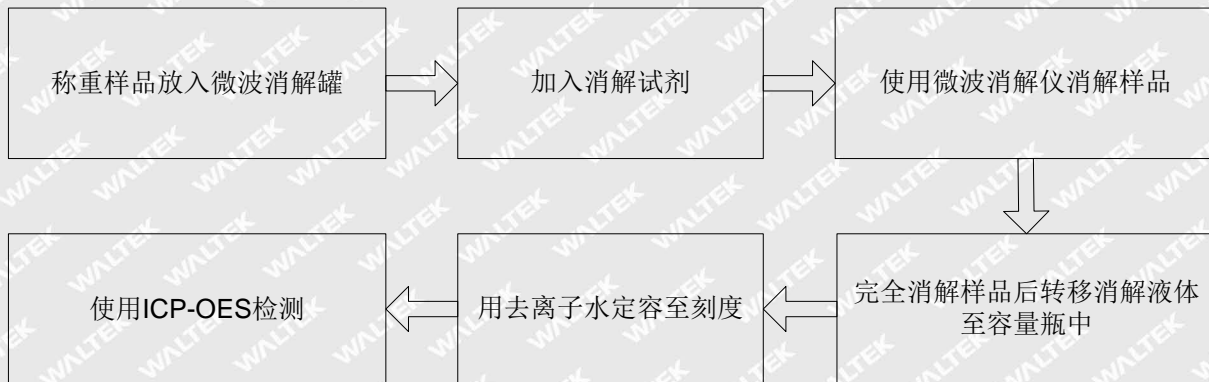 称重样品放入微波消解罐
加入消解试剂
使用微波消解仪消解样品
完全消解样品后转移消解液体
至容量瓶中
用去离子水定容至刻度
使用ICP-OES检测
WALTEK